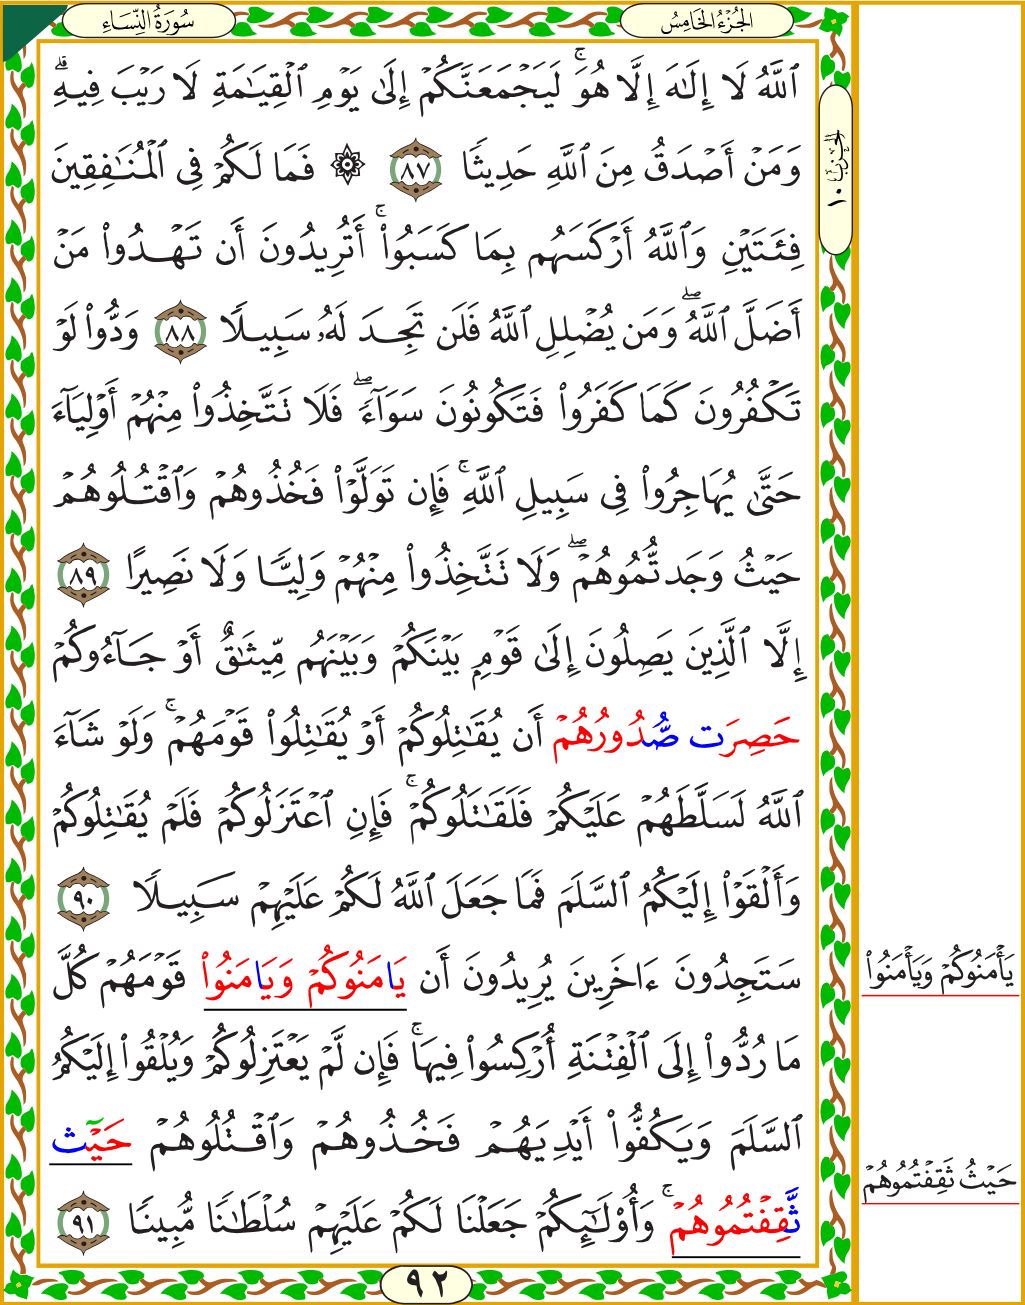 سُورَةُ النِّسَاءِ
الجُزْءُ الخَامِسُ
الحِزْبُ ١٠
ٱللَّهُ لَآ إِلَٰهَ إِلَّا هُوَۚ لَيَجۡمَعَنَّكُمۡ إِلَىٰ يَوۡمِ ٱلۡقِيَٰمَةِ لَا رَيۡبَ فِيهِۗ
وَمَنۡ أَصۡدَقُ مِنَ ٱللَّهِ حَدِيثٗا ٨٧ ۞ فَمَا لَكُمۡ فِي ٱلۡمُنَٰفِقِينَ
فِئَتَيۡنِ وَٱللَّهُ أَرۡكَسَهُم بِمَا كَسَبُوٓاْۚ أَتُرِيدُونَ أَن تَهۡدُواْ مَنۡ
أَضَلَّ ٱللَّهُۖ وَمَن يُضۡلِلِ ٱللَّهُ فَلَن تَجِدَ لَهُۥ سَبِيلٗا ٨٨ وَدُّواْ لَوۡ
تَكۡفُرُونَ كَمَا كَفَرُواْ فَتَكُونُونَ سَوَآءٗۖ فَلَا تَتَّخِذُواْ مِنۡهُمۡ أَوۡلِيَآءَ
حَتَّىٰ يُهَاجِرُواْ فِي سَبِيلِ ٱللَّهِۚ فَإِن تَوَلَّوۡاْ فَخُذُوهُمۡ وَٱقۡتُلُوهُمۡ
حَيۡثُ وَجَدتُّمُوهُمۡۖ وَلَا تَتَّخِذُواْ مِنۡهُمۡ وَلِيّٗا وَلَا نَصِيرًا ٨٩
إِلَّا ٱلَّذِينَ يَصِلُونَ إِلَىٰ قَوۡمِۭ بَيۡنَكُمۡ وَبَيۡنَهُم مِّيثَٰقٌ أَوۡ جَآءُوكُمۡ
حَصِرَت صُّدُورُهُمۡ أَن يُقَٰتِلُوكُمۡ أَوۡ يُقَٰتِلُواْ قَوۡمَهُمۡۚ وَلَوۡ شَآءَ
ٱللَّهُ لَسَلَّطَهُمۡ عَلَيۡكُمۡ فَلَقَٰتَلُوكُمۡۚ فَإِنِ ٱعۡتَزَلُوكُمۡ فَلَمۡ يُقَٰتِلُوكُمۡ
وَأَلۡقَوۡاْ إِلَيۡكُمُ ٱلسَّلَمَ فَمَا جَعَلَ ٱللَّهُ لَكُمۡ عَلَيۡهِمۡ سَبِيلٗا ٩٠
سَتَجِدُونَ ءَاخَرِينَ يُرِيدُونَ أَن يَامَنُوكُمۡ وَيَامَنُواْ قَوۡمَهُمۡ كُلَّ
مَا رُدُّوٓاْ إِلَى ٱلۡفِتۡنَةِ أُرۡكِسُواْ فِيهَاۚ فَإِن لَّمۡ يَعۡتَزِلُوكُمۡ وَيُلۡقُوٓاْ إِلَيۡكُمُ
ٱلسَّلَمَ وَيَكُفُّوٓاْ أَيۡدِيَهُمۡ فَخُذُوهُمۡ وَٱقۡتُلُوهُمۡ حَيۡٓث
ثَّقِفۡتُمُوهُمۡۚ وَأُوْلَٰٓئِكُمۡ جَعَلۡنَا لَكُمۡ عَلَيۡهِمۡ سُلۡطَٰنٗا مُّبِينٗا ٩١
يَأۡمَنُوكُمۡ وَيَأۡمَنُواْ
حَيۡثُ ثَقِفۡتُمُوهُمۡ
٩٢